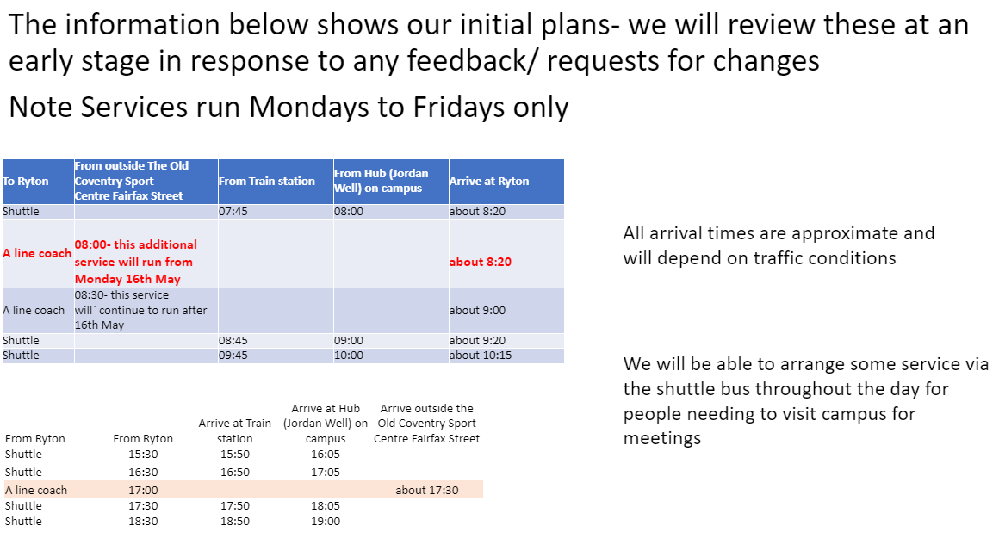 The information below shows our initial plans- we will review these at an
early stage in response to any feedback/ requests for changes
Note Services run Mondays to Fridays only
To Ryton
From outside The Old
Coventry Sport
Centre Fairfax Street
From Train station
From Hub (Jordan
Well) on campus
Arrive at Ryton
Shuttle 07:45 08:00 about 8:20
A line coach
08:00- this additional
service will run from
Monday 16th May
about 8:20
A line coach
08:30- this service
will` continue to run after
16th May
about 9:00
Shuttle 08:45 09:00 about 9:20
Shuttle 09:45 10:00 about 10:15
All arrival times are approximate and
will depend on traffic conditions
We will be able to arrange some service via
the shuttle bus throughout the day for
people needing to visit campus for
meetings
From Ryton
From Ryton
Arrive at Train
station
Arrive at Hub
(Jordan Well) on
campus
Arrive outside the
Old Coventry Sport
Centre Fairfax Street
Shuttle 15:30 15:50 16:05
Shuttle 16:30 16:50 17:05
A line coach 17:00 about 17:30
Shuttle 17:30 17:50 18:05
Shuttle 18:30 18:50 19:00